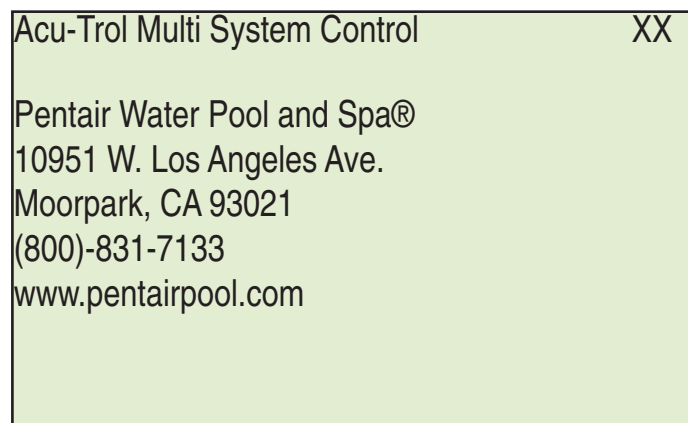 Acu-Trol Multi System Control XX
Pentair Water Pool and Spa®
10951 W. Los Angeles Ave.
Moorpark, CA 93021
(800)-831-7133
www.pentairpool.com